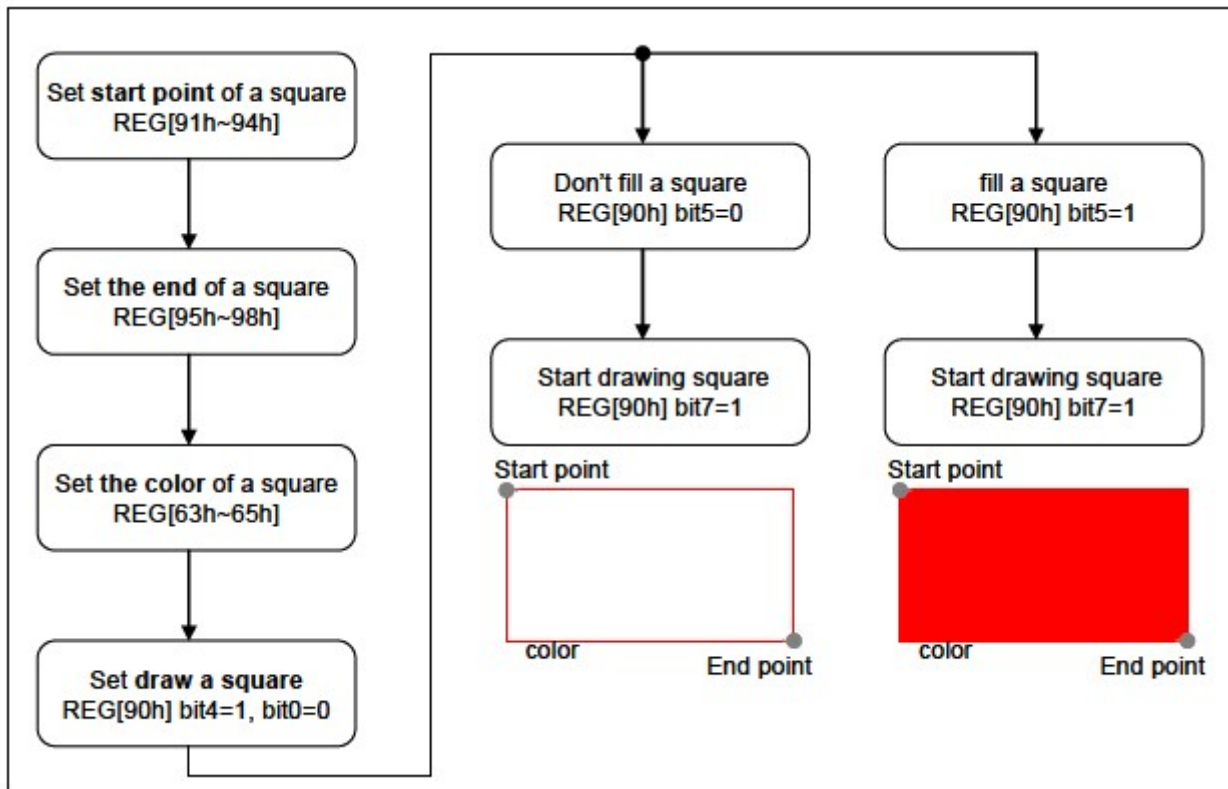 Set start point of a square
REG[91h~94h]
Set the end of a square
REG[95h~98h]
Set the color of a square
REG[63h~65h]
Set draw a square
REG[90h] bit4=1, bit0=0
Don't fill a square
REG[90h] bit5=0
Start drawing square
REG[90h] bit7=1
Start point
color
End point
fill a square
REG[90h] bit5=1
Start drawing square
REG[90h] bit7=1
Start point
color
End point